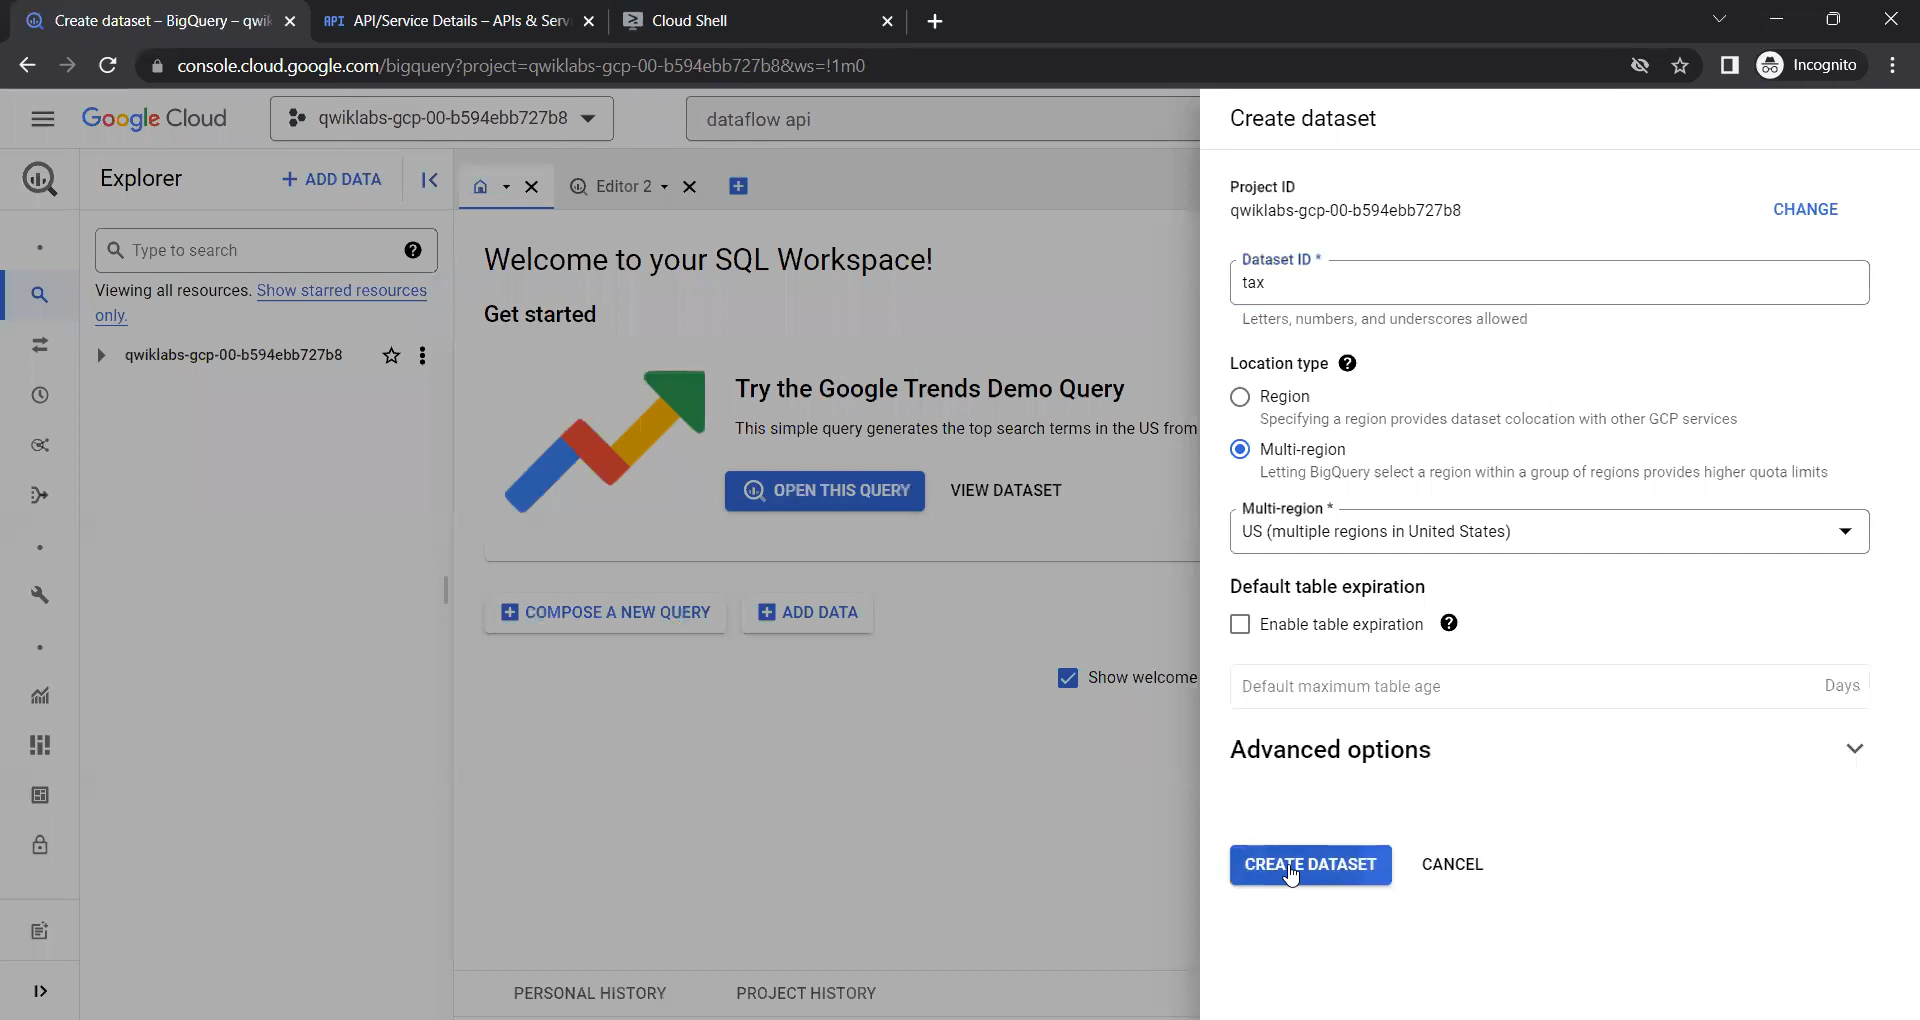 Create dataset – BigQuery – qwik
API API/Service Details – APIs & Serv
Cloud Shell
console.cloud.google.com/bigquery?project=qwiklabs-gcp-00-b594ebb727b8&ws=!1m0
Incognito
Google Cloud
qwiklabs-gcp-00-b594ebb727b8
dataflow api
Explorer
+ ADD DATA
Editor 2
Type to search
Viewing all resources. Show starred resources
only.
qwiklabs-gcp-00-b594ebb727b8
Welcome to your SQL Workspace!
Get started
Try the Google Trends Demo Query
This simple query generates the top search terms in the US from
OPEN THIS QUERY
VIEW DATASET
COMPOSE A NEW QUERY
ADD DATA
Show welcome
PERSONAL HISTORY
PROJECT HISTORY
Create dataset
Project ID
qwiklabs-gcp-00-b594ebb727b8
CHANGE
Dataset ID *
tax
Letters, numbers, and underscores allowed
Location type
Region
Specifying a region provides dataset colocation with other GCP services
Multi-region
Letting BigQuery select a region within a group of regions provides higher quota limits
Multi-region *
US (multiple regions in United States)
Default table expiration
Enable table expiration
Default maximum table age
Days
Advanced options
CREATE DATASET
CANCEL